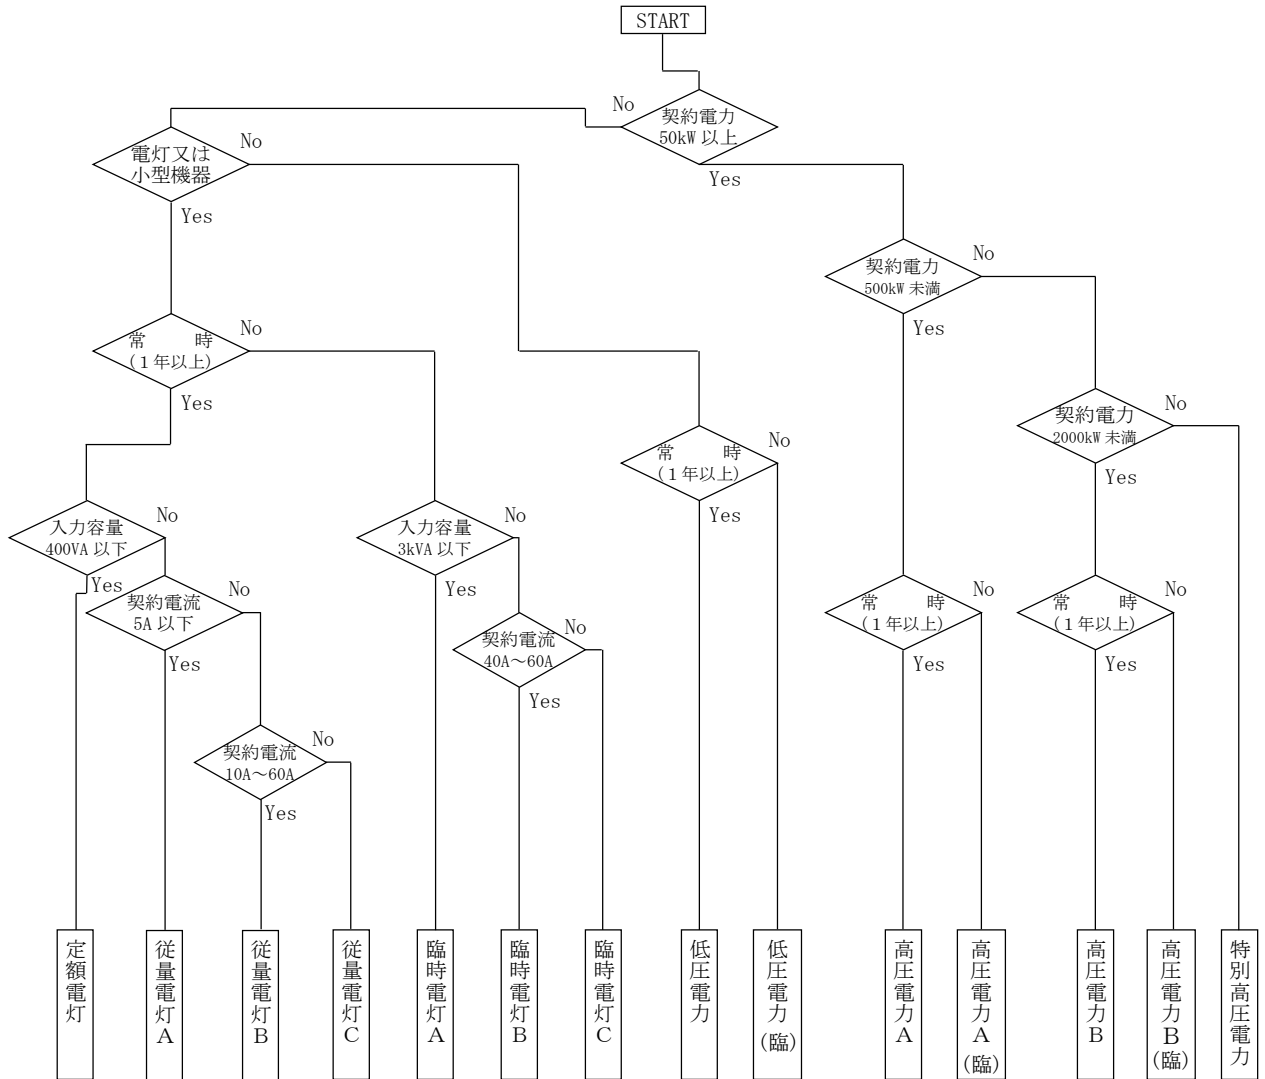 START
No
契約電力
50kW 以上
Yes
電灯又は
小型機器
No
Yes
契約電力
500kW 未満
No
Yes
常　　時
(１年以上)
No
Yes
契約電力
2000kW 未満
No
Yes
常　　時
(１年以上)
No
Yes
入力容量
400VA 以下
No
Yes
入力容量
3kVA 以下
No
Yes
契約電流
5A 以下
No
Yes
契約電流
40A～60A
No
Yes
常　　時
(１年以上)
No
Yes
常　　時
(１年以上)
No
Yes
契約電流
10A～60A
No
Yes
定額電灯
従量電灯Ａ
従量電灯Ｂ
従量電灯Ｃ
臨時電灯Ａ
臨時電灯Ｂ
臨時電灯Ｃ
低圧電力
低圧電力(臨)
高圧電力Ａ
高圧電力Ａ(臨)
高圧電力Ｂ
高圧電力Ｂ(臨)
特別高圧電力